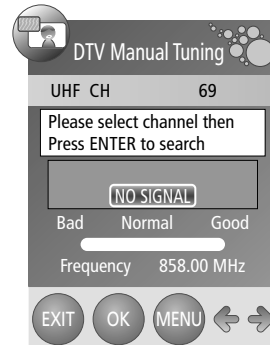 DTV Manual Tuning
UHF CH 69
Please select channel then
Press ENTER to search
NO SIGNAL
Bad Normal Good
Frequency 858.00 MHz
EXIT OK MENU